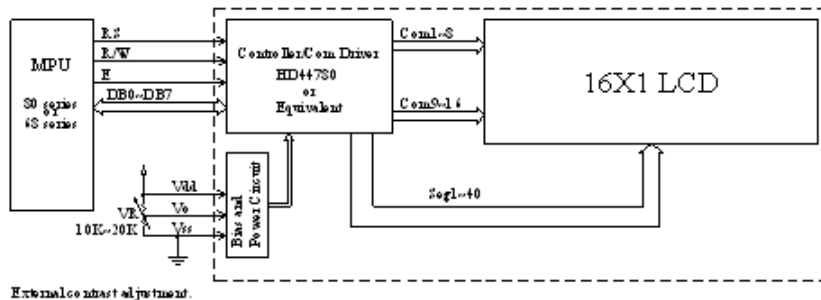 RS
R/W
E
DB0~DB7
MPU
80 series
or
68 series
Controller/Com Driver
HD44780
or
Equivalent
Com1~8
Com9~16
16X1 LCD
Seg1~40
Vdd
Vo
Vss
VR
10K~20K
Bias and
Power Circuit
External contrast adjustment.